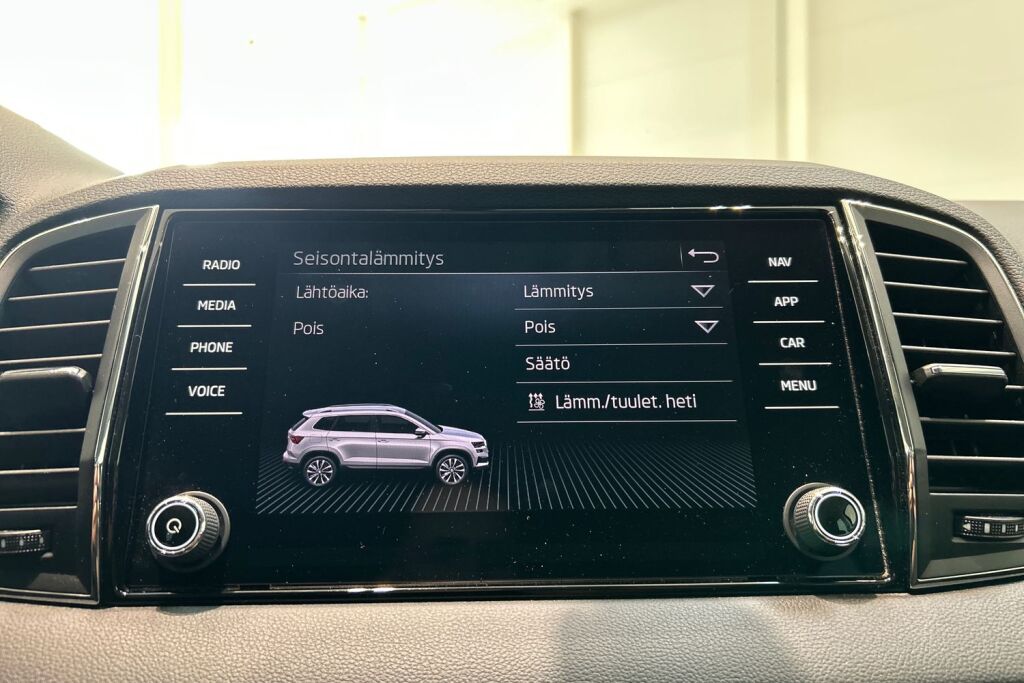 RADIO
MEDIA
PHONE
VOICE
Seisontalämmitys
Lähtöaika:
Pois
Lämmitys
Pois
Säätö
Lämm./tuulet. heti
NAV
APP
CAR
MENU